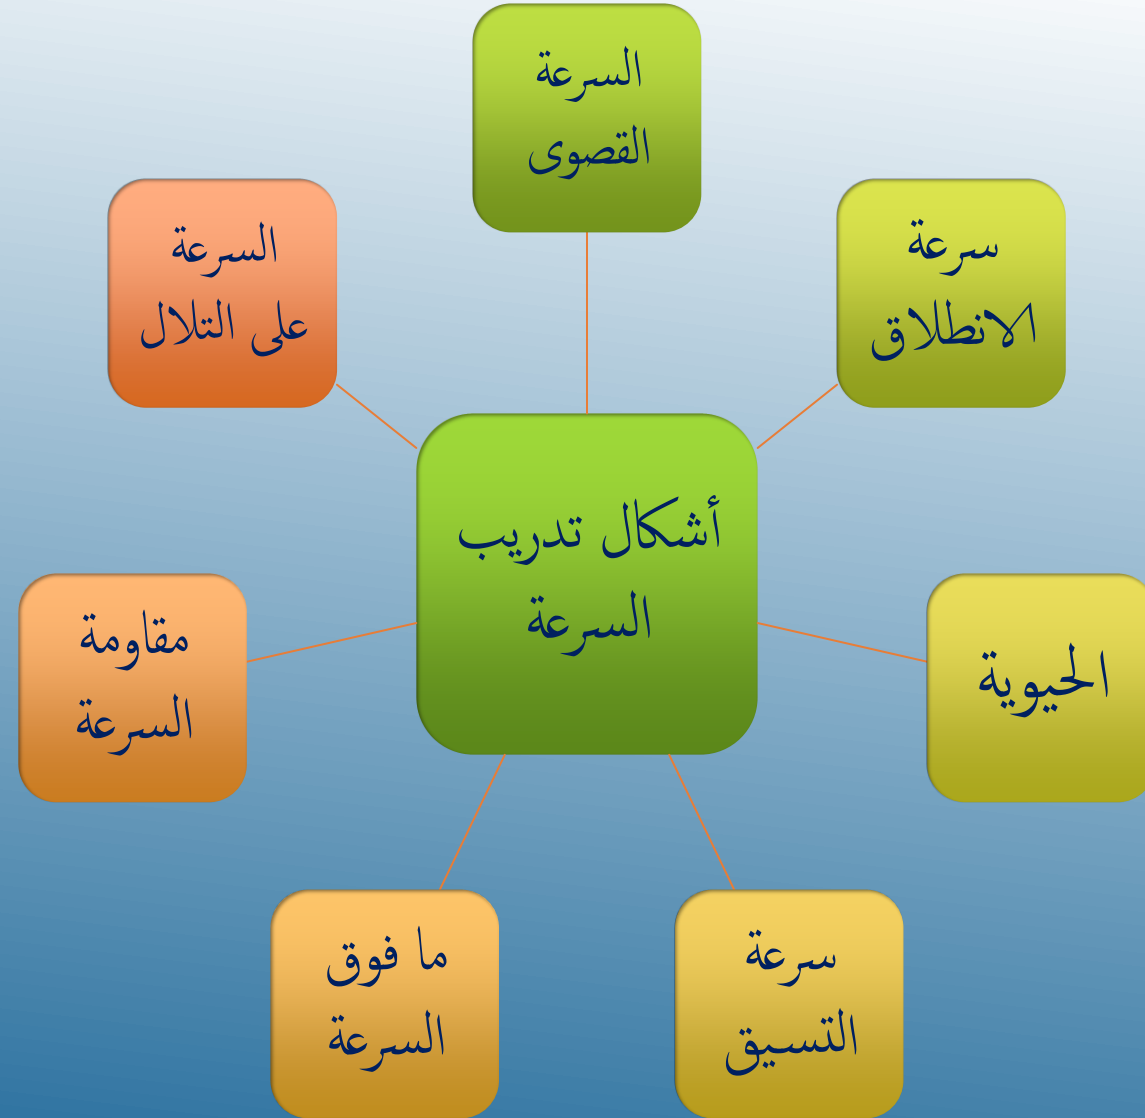 السرعة
القصوى
سرعة
الانطلاق
السرعة
على التلال
أشكال تدريب
السرعة
الحيوية
مقاومة
السرعة
سرعة
التسيق
ما فوق
السرعة